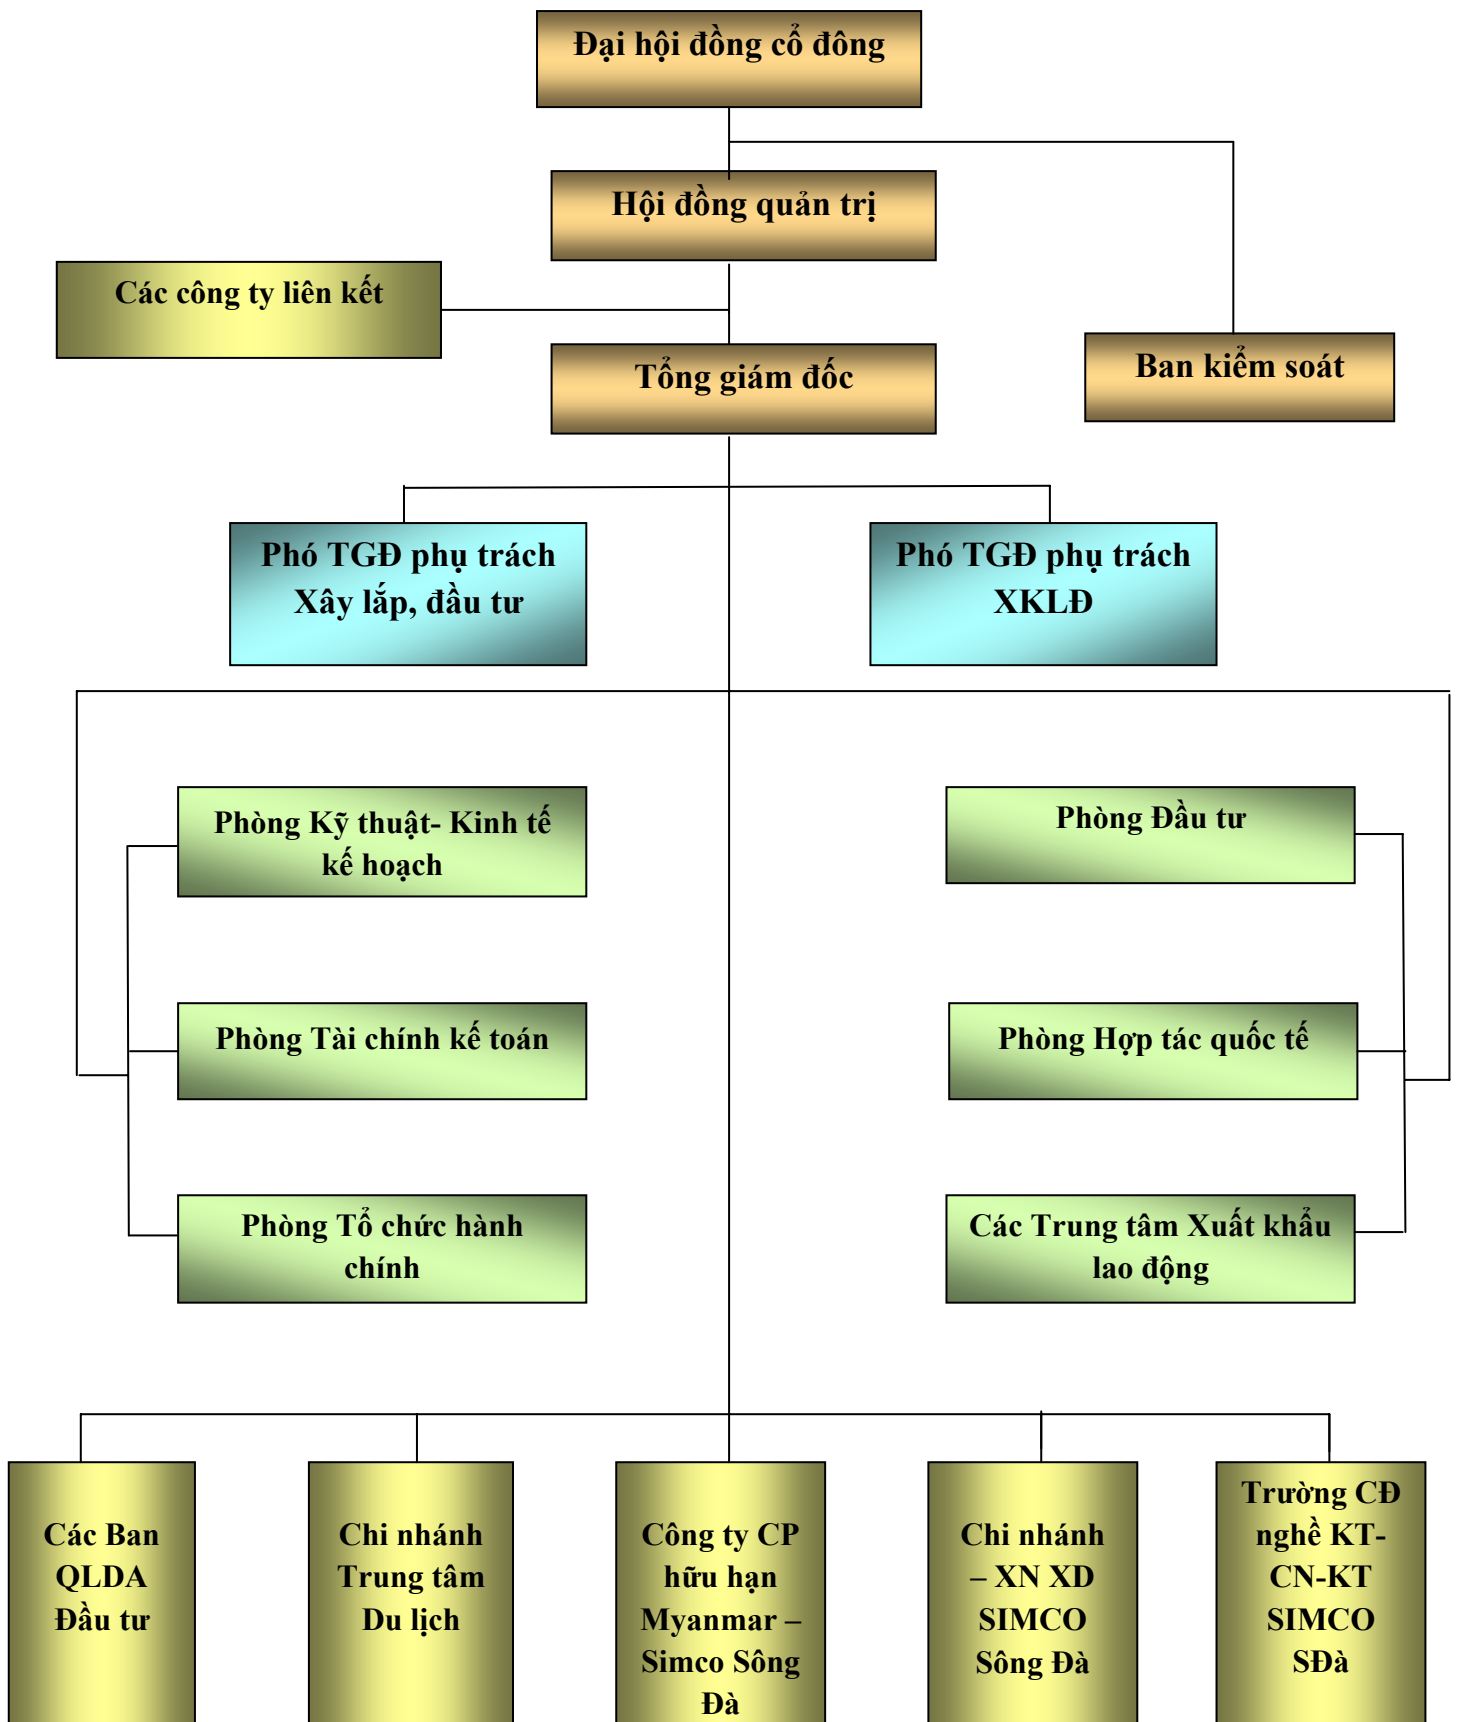 Đại hội đồng cổ đông
Hội đồng quản trị
Các công ty liên kết
Tổng giám đốc
Ban kiểm soát
Phó TGĐ phụ trách
Xây lắp, đầu tư
Phó TGĐ phụ trách
XKLĐ
Phòng Kỹ thuật- Kinh tế
kế hoạch
Phòng Đầu tư
Phòng Tài chính kế toán
Phòng Hợp tác quốc tế
Phòng Tổ chức hành
chính
Các Trung tâm Xuất khẩu
lao động
Các Ban
QLDA
Đầu tư
Chi nhánh
Trung tâm
Du lịch
Công ty CP
hữu hạn
Myanmar –
Simco Sông
Đà
Chi nhánh
– XN XD
SIMCO
Sông Đà
Trường CĐ
nghề KT-
CN-KT
SIMCO
SĐà